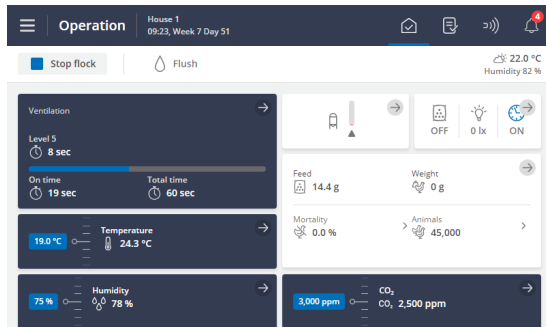 Operation
House 1
09:23, Week 7 Day 51
4
Stop flock
Flush
22.0 °C
Humidity 82 %
Ventilation
Level 5
8 sec
On time
19 sec
Total time
60 sec
OFF
0 lx
ON
Feed
14.4 g
Weight
0 g
Mortality
0.0 %
Animals
45,000
19.0 °C
Temperature
24.3 °C
75 %
Humidity
78 %
3,000 ppm
CO₂
CO₂ 2,500 ppm